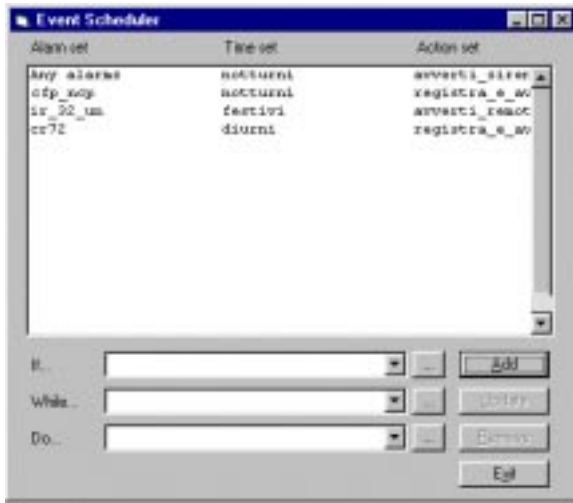 Event Scheduler
Alarm set Time set Action set
Any alarms notturni avverti_siren
cfp_ncp notturni registra_e_av
ir_32_un festivi avverti_remot
cr72 diurni registra_e_av
If... ... Add
While... ... Update
Do... ... Remove
Exit